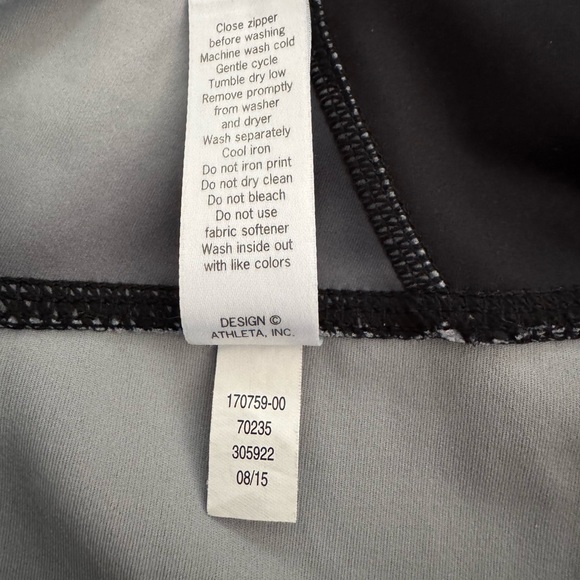 Close zipper
before washing
Machine wash cold
Gentle cycle
Tumble dry low
Remove promptly
from washer
and dryer
Wash separately
Cool iron
Do not iron print
Do not dry clean
Do not bleach
Do not use
fabric softener
Wash inside out
with like colors
DESIGN ©
ATHLETA, INC.
170759-00
70235
305922
08/15